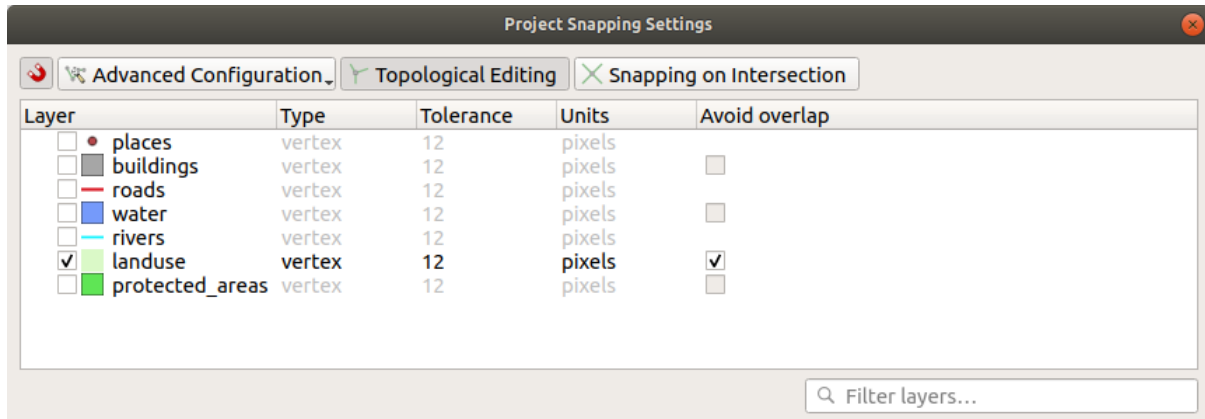 Project Snapping Settings
Advanced Configuration Topological Editing Snapping on Intersection
Layer Type Tolerance Units Avoid overlap
places vertex 12 pixels
buildings vertex 12 pixels
roads vertex 12 pixels
water vertex 12 pixels
rivers vertex 12 pixels
landuse vertex 12 pixels
protected_areas vertex 12 pixels
Filter layers...